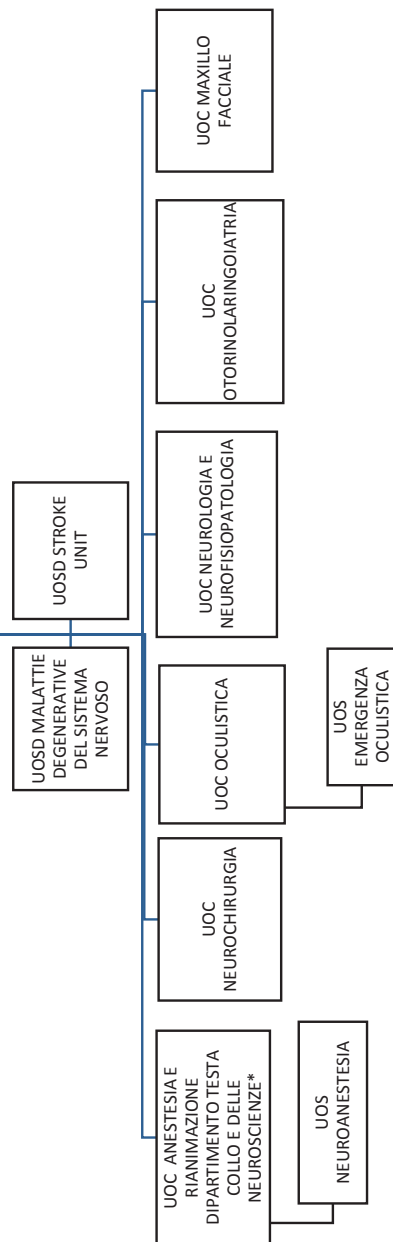 UOSD MALATTIE
DEGENERATIVE
DEL SISTEMA
NERVOSO
UOSD STROKE
UNIT
UOC ANESTESIA E
RIANIMAZIONE
DIPARTIMENTO TESTA
COLLO E DELLE
NEUROSCIENZE*
UOC
NEUROCHIRURGIA
UOC OCULISTICA
UOC NEUROLOGIA E
NEUROFISIOPATOLOGIA
UOC
OTORINOLARINGOIATRIA
UOC MAXILLO
FACCIALE
UOS
NEUROANESTESIA
UOS
EMERGENZA
OCULISTICA